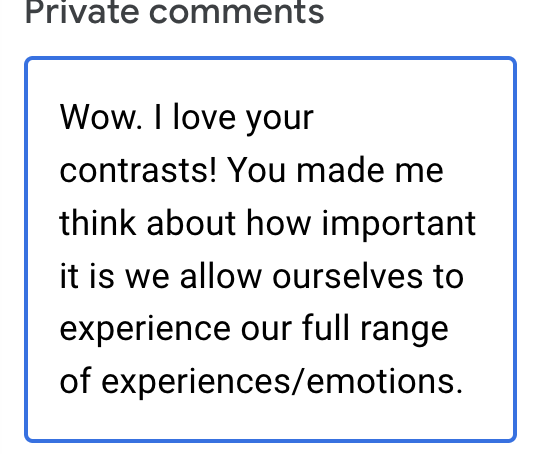 Private comments
Wow. I love your
contrasts! You made me
think about how important
it is we allow ourselves to
experience our full range
of experiences/emotions.